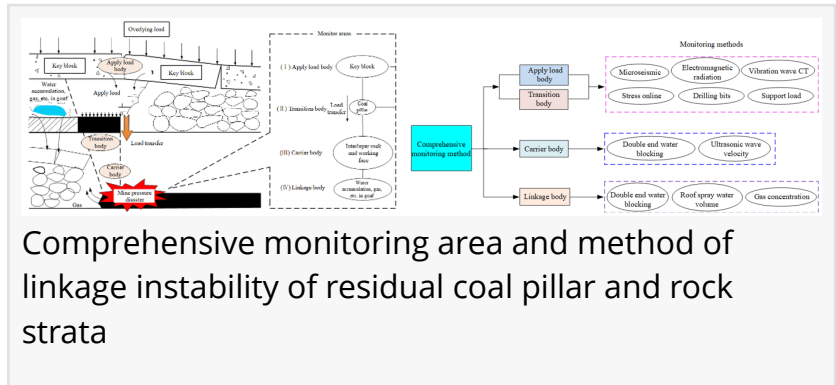 Overlying load
Key block
Apply load
body
Key block
Water
accumulation,
gas, etc. in goaf
Apply load
Transition
body
Load transfer
Carrier
body
Mine pressure
disaster
Gas
Monitor areas
( I ) Apply load body
Key block
( II ) Transition body
Load
transfer
Coal
pillar
(III) Carrier body
Interlayer rock
and working
face
(IV) Linkage body
Water
accumulation, gas,
etc. in goaf
Comprehensive
monitoring method
Apply load
body
Transition
body
Carrier body
Linkage body
Monitoring methods
Microseismic
Electromagnetic
radiation
Vibration wave CT
Stress online
Drilling bits
Support load
Double end water
blocking
Ultrasonic wave
velocity
Double end water
blocking
Roof spray water
volume
Gas concentration
Comprehensive monitoring area and method of
linkage instability of residual coal pillar and rock
strata